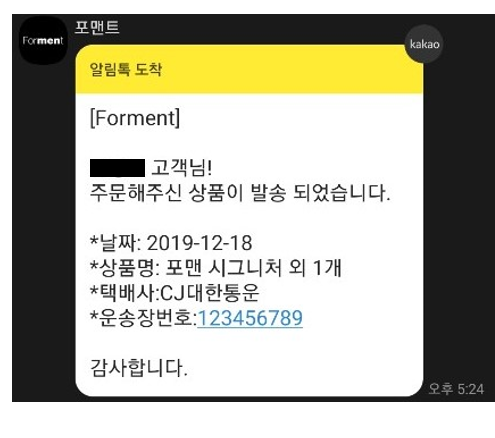 Forment
포맨트
kakao
알림톡 도착
[Forment]
고객님!
주문해주신 상품이 발송 되었습니다.
*날짜: 2019-12-18
*상품명: 포맨 시그니처 외 1개
*택배사:CJ대한통운
*운송장번호:123456789
감사합니다.
오후 5:24